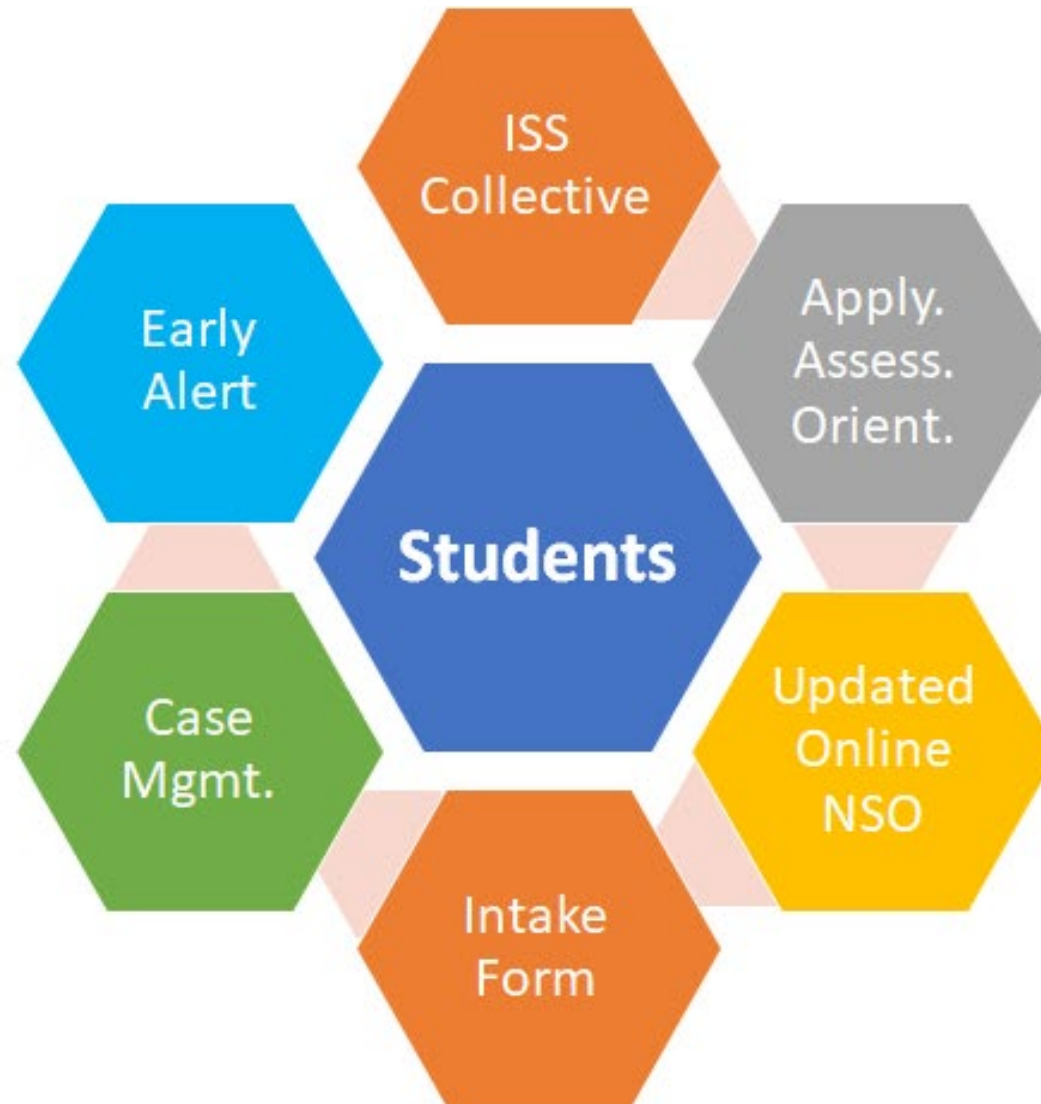 ISS
Collective
Apply.
Assess.
Orient.
Updated
Online
NSO
Intake
Form
Case
Mgmt.
Early
Alert
Students